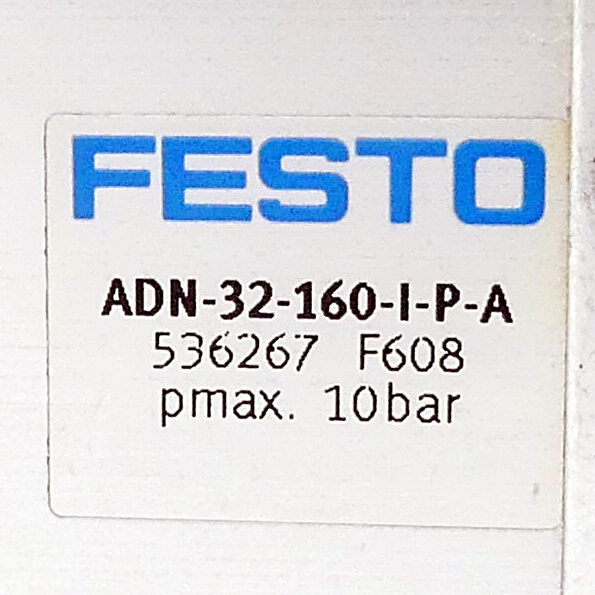 FESTO
ADN-32-160-I-P-A
536267 F608
pmax. 10bar